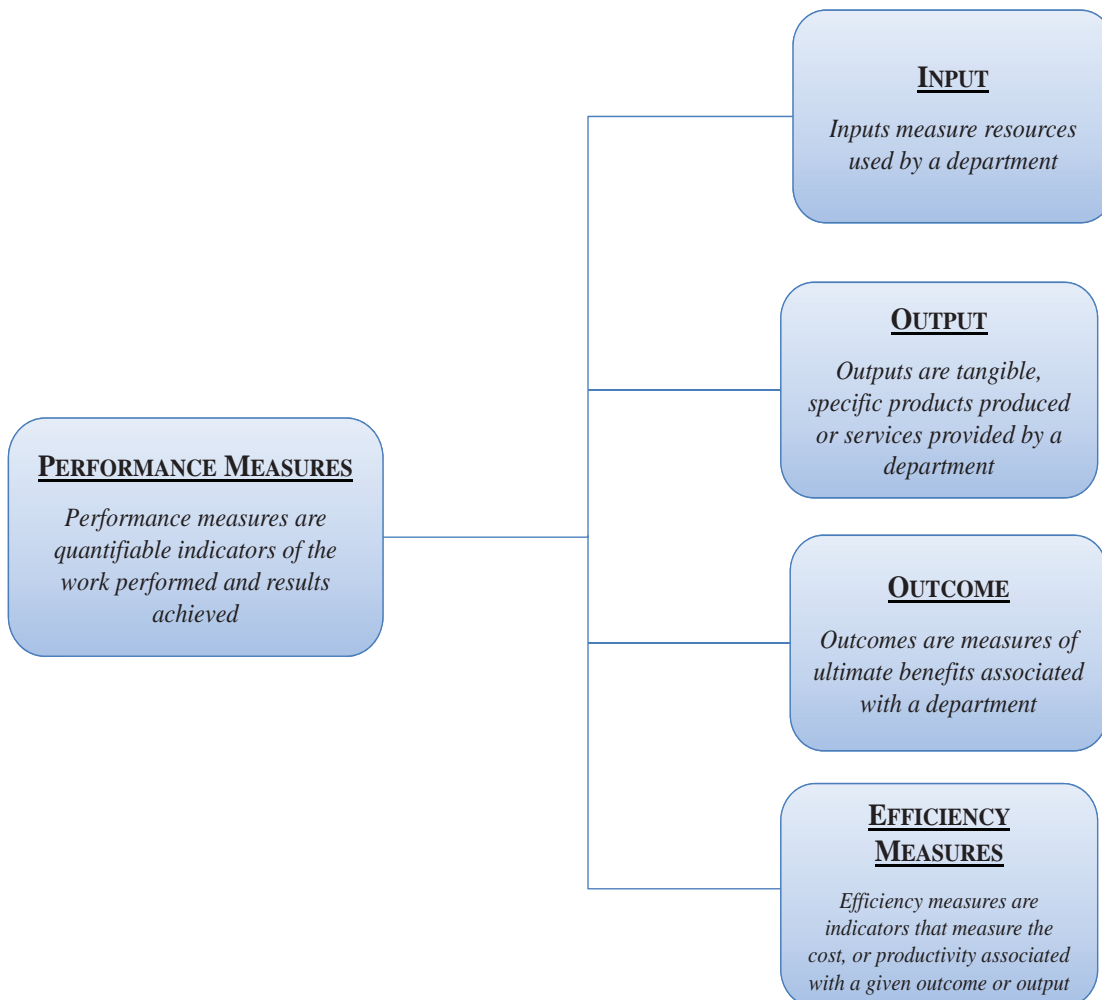 PERFORMANCE MEASURES
Performance measures are
quantifiable indicators of the
work performed and results
achieved
INPUT
Inputs measure resources
used by a department
OUTPUT
Outputs are tangible,
specific products produced
or services provided by a
department
OUTCOME
Outcomes are measures of
ultimate benefits associated
with a department
EFFICIENCY
MEASURES
Efficiency measures are
indicators that measure the
cost, or productivity associated
with a given outcome or output